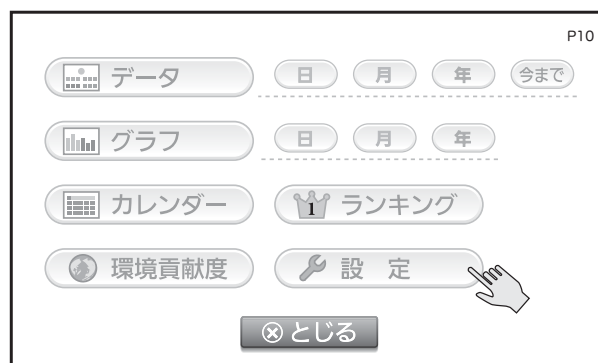 P10
データ 日 月 年 今まで
グラフ 日 月 年
カレンダー 1 ランキング
環境貢献度 設 定
とじる